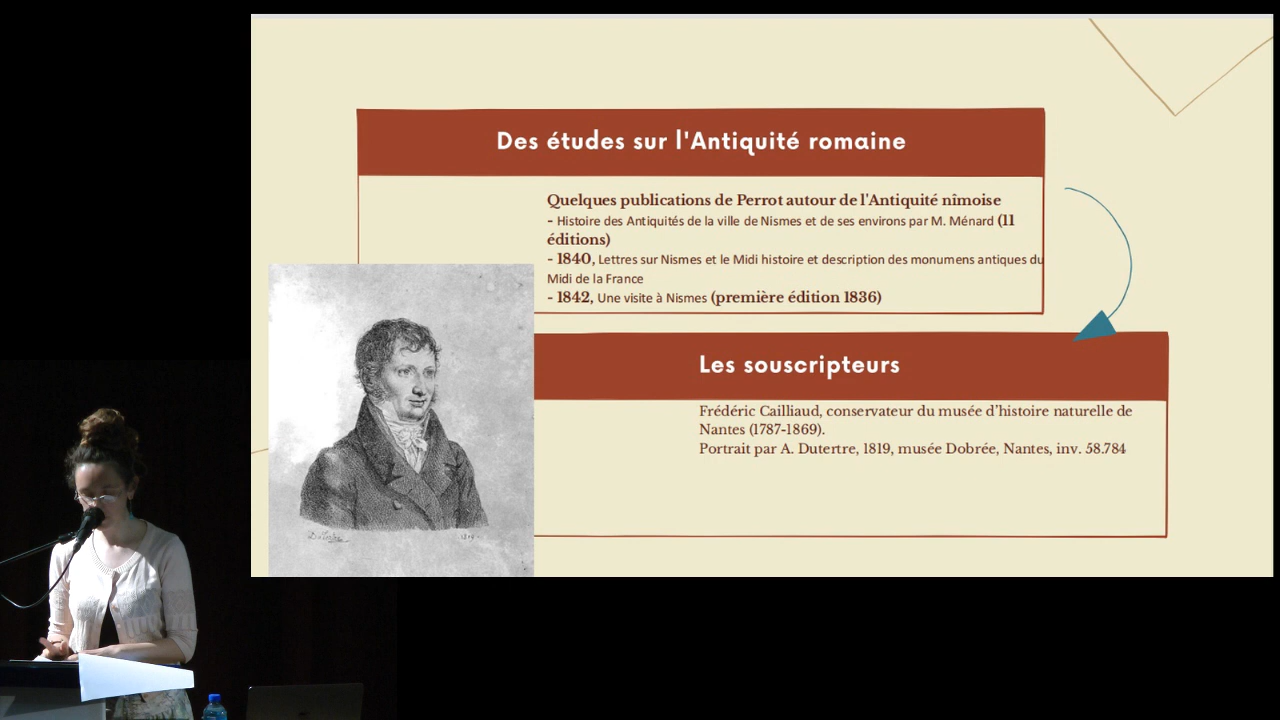 Des études sur l'Antiquité romaine
Quelques publications de Perrot autour de l'Antiquité nîmoise
- Histoire des Antiquités de la ville de Nismes et de ses environs par M. Ménard (11
éditions)
- 1840, Lettres sur Nismes et le Midi histoire et description des monumens antiques du
Midi de la France
- 1842, Une visite à Nismes (première édition 1836)
Les souscripteurs
Frédéric Cailliaud, conservateur du musée d'histoire naturelle de
Nantes (1787-1869).
Portrait par A. Dutertre, 1819, musée Dobrée, Nantes, inv. 58.784